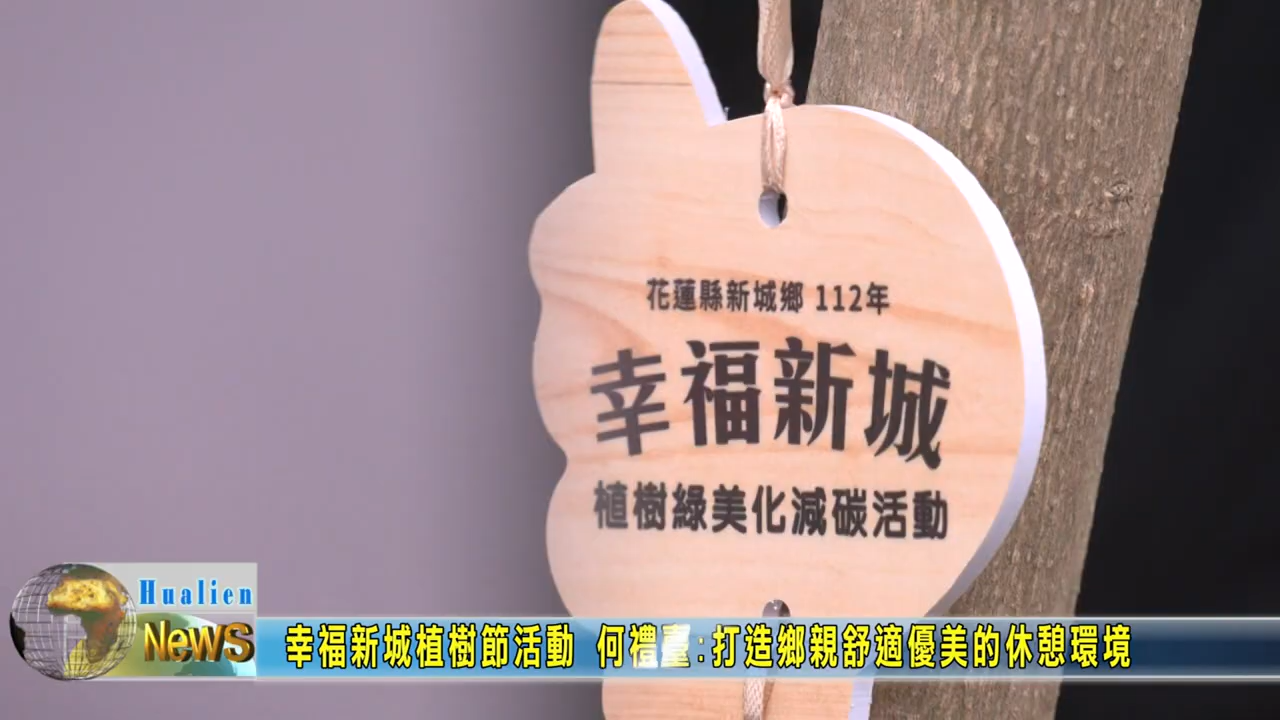 花蓮縣新城鄉 112年
幸福新城
植樹綠美化減碳活動
Hualien
News
幸福新城植樹節活動 何禮臺:打造鄉親舒適優美的休憩環境